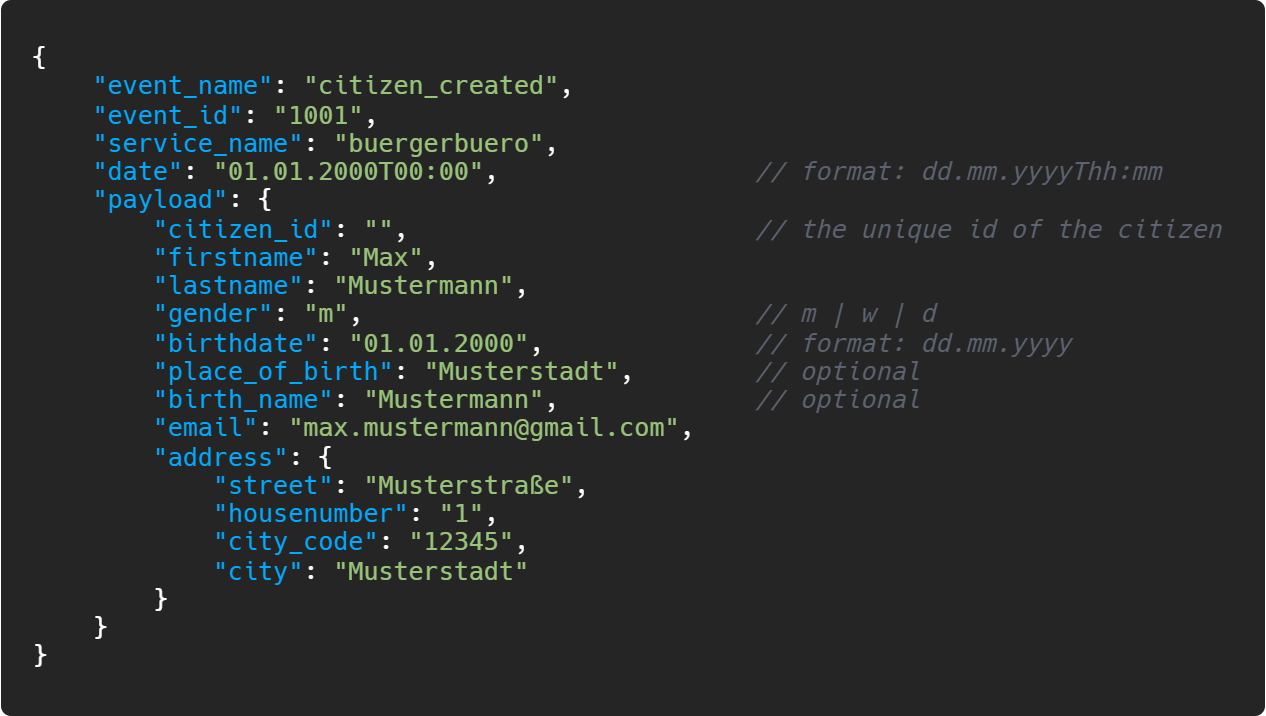 {
    "event_name": "citizen_created",
    "event_id": "1001",
    "service_name": "buergerbuero",
    "date": "01.01.2000T00:00",                  // format: dd.mm.yyyyThh:mm
    "payload": {
        "citizen_id": "",                       // the unique id of the citizen
        "firstname": "Max",
        "lastname": "Mustermann",
        "gender": "m",                          // m | w | d
        "birthdate": "01.01.2000",              // format: dd.mm.yyyy
        "place_of_birth": "Musterstadt",        // optional
        "birth_name": "Mustermann",             // optional
        "email": "max.mustermann@gmail.com",
        "address": {
            "street": "Musterstraße",
            "housenumber": "1",
            "city_code": "12345",
            "city": "Musterstadt"
        }
    }
}